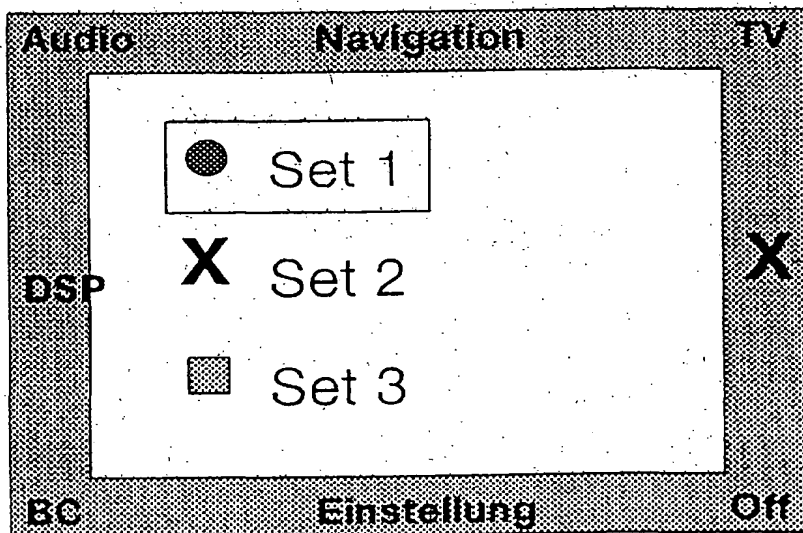 Audio Navigation TV
Set 1
X Set 2
DSP X
Set 3
BC Einstellung Off